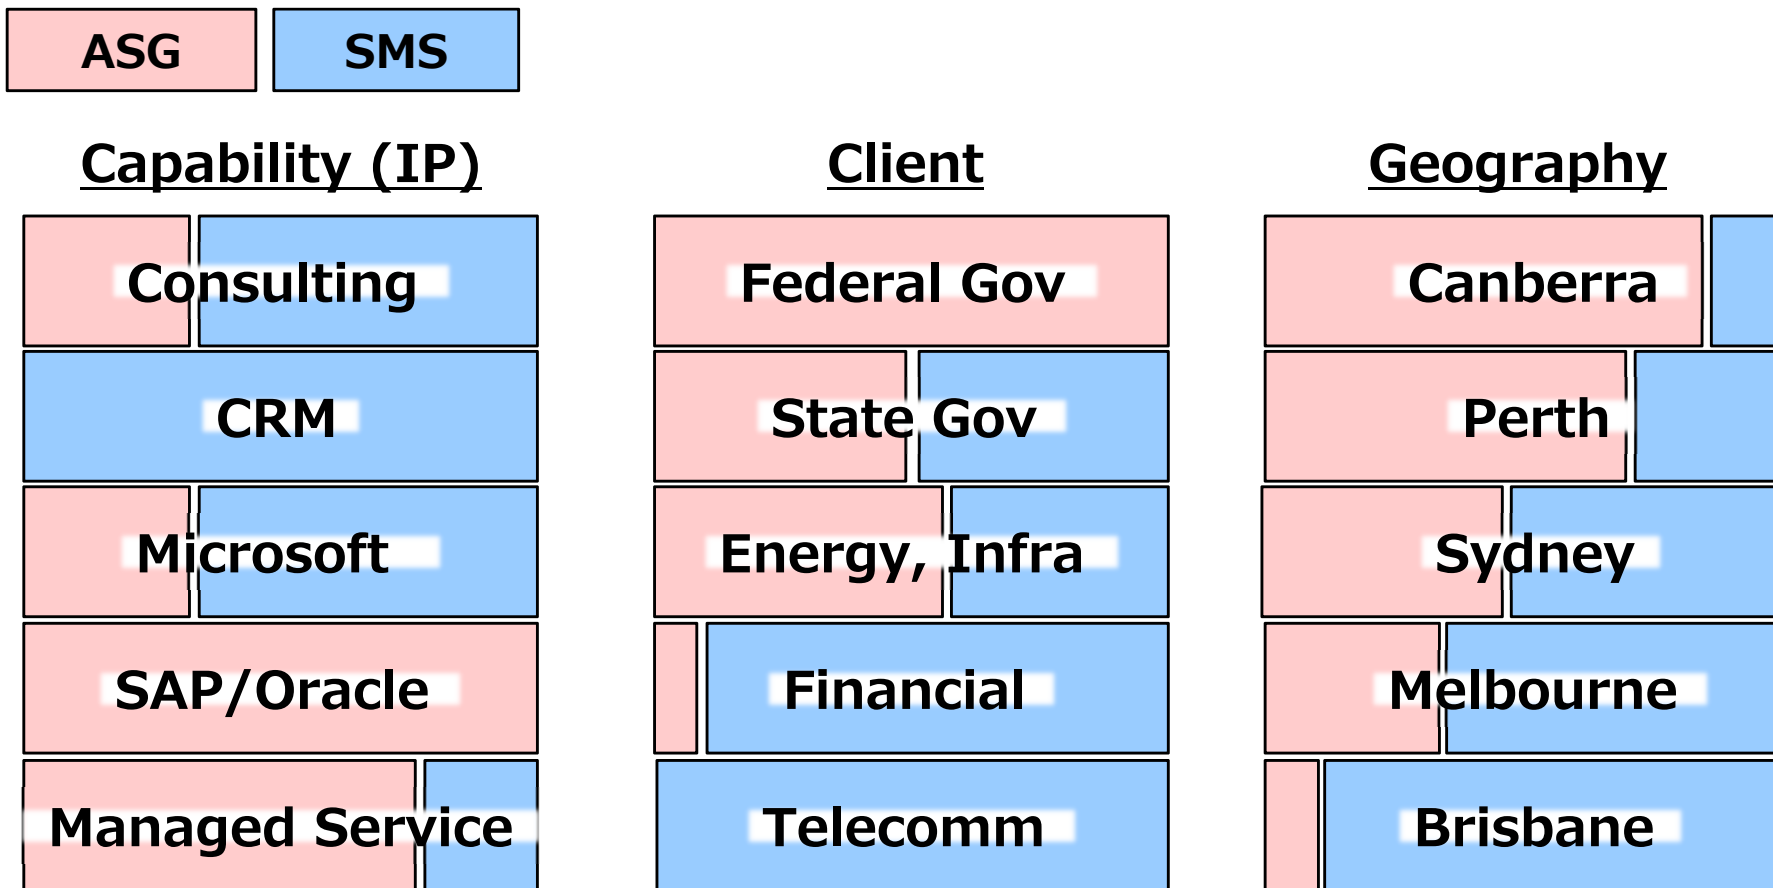 ASG SMS
Capability (IP) Client Geography
Consulting Federal Gov Canberra
CRM State Gov Perth
Microsoft Energy, Infra Sydney
SAP/Oracle Financial Melbourne
Managed Service Telecomm Brisbane